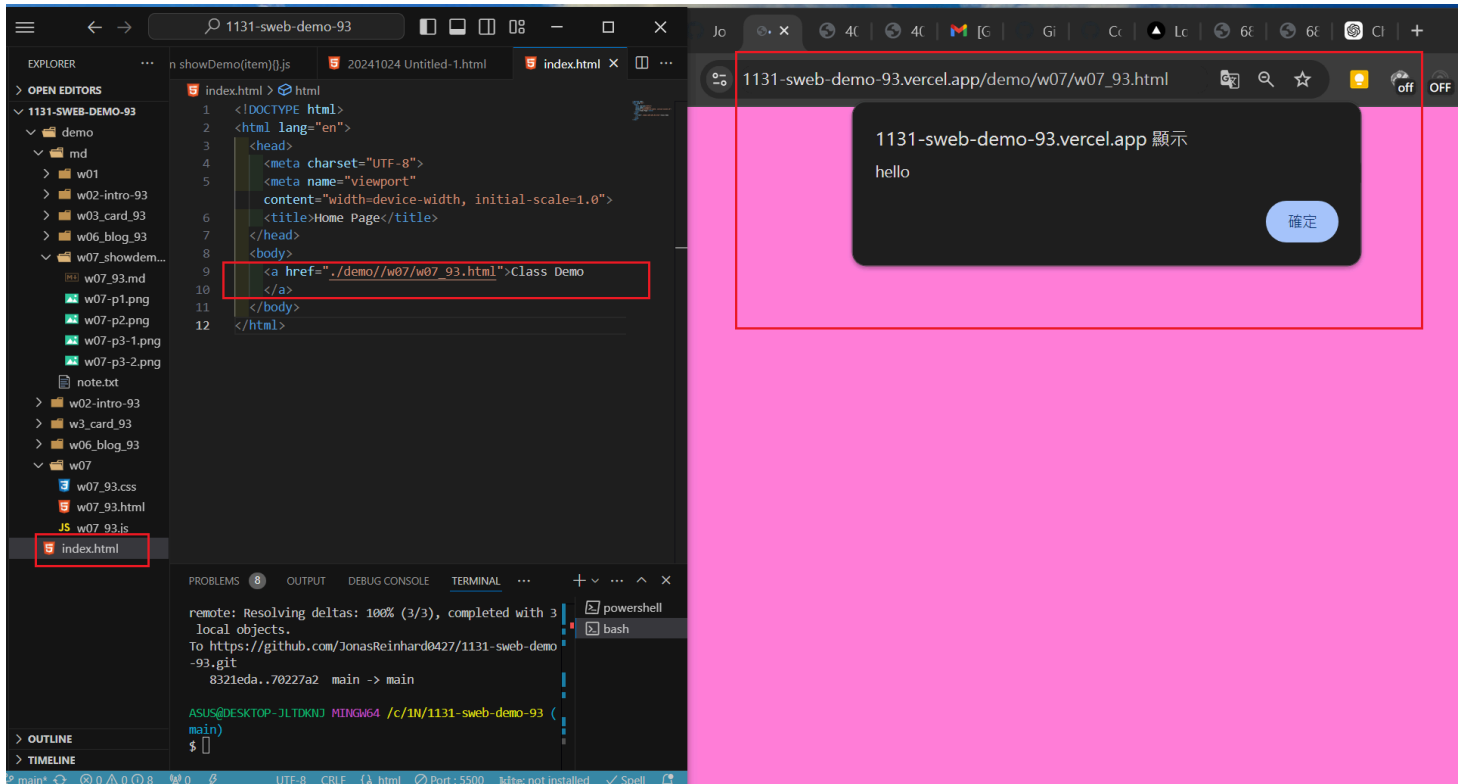 1131-sweb-demo-93
EXPLORER
n showDemo(item){}.js
20241024 Untitled-1.html
index.html
OPEN EDITORS
1131-SWEB-DEMO-93
demo
md
w01
w02-intro-93
w03_card_93
w06_blog_93
w07_showdem...
w07_93.md
w07-p1.png
w07-p2.png
w07-p3-1.png
w07-p3-2.png
note.txt
w02-intro-93
w3_card_93
w06_blog_93
w07
w07_93.css
w07_93.html
JS w07_93.js
index.html
OUTLINE
TIMELINE
index.html > html
1 <!DOCTYPE html>
2 <html lang="en">
3 <head>
4 <meta charset="UTF-8">
5 <meta name="viewport"
content="width=device-width, initial-scale=1.0">
6 <title>Home Page</title>
7 </head>
8 <body>
9 <a href="./demo//w07/w07_93.html">Class Demo
10 </a>
11 </body>
12 </html>
PROBLEMS 8 OUTPUT DEBUG CONSOLE TERMINAL
remote: Resolving deltas: 100% (3/3), completed with 3
local objects.
To https://github.com/JonasReinhard0427/1131-sweb-demo
-93.git
8321eda..70227a2 main -> main
ASUS@DESKTOP-JLTDKNJ MINGW64 /c/1N/1131-sweb-demo-93 (
main)
$
powershell
bash
main* 0 0 8 0 UTF-8 CRLF html Port : 5500 kite: not installed Spell
Jo 4( 4( [G Gi Lc 68 68
1131-sweb-demo-93.vercel.app/demo/w07/w07_93.html
off OFF
1131-sweb-demo-93.vercel.app 顯示
hello
確定